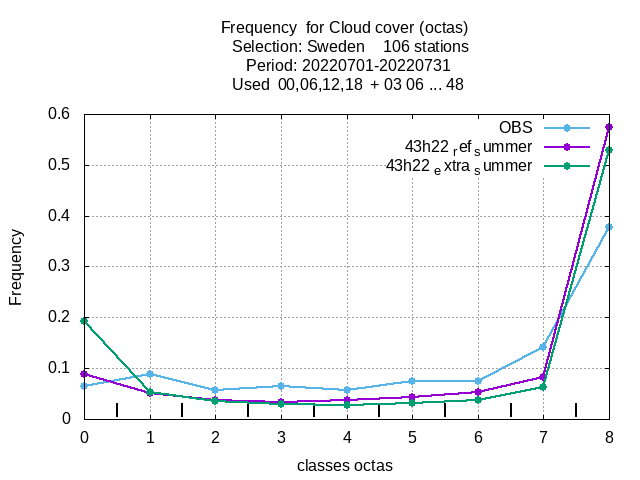 Frequency for Cloud cover (octas)
Selection: Sweden 106 stations
Period: 20220701-20220731
Used 00,06,12,18 + 03 06 ... 48
OBS
43h22 ref summer
43h22 extra summer
0.6
0.5
0.4
0.3
0.2
0.1
0
Frequency
0 1 2 3 4 5 6 7 8
classes octas